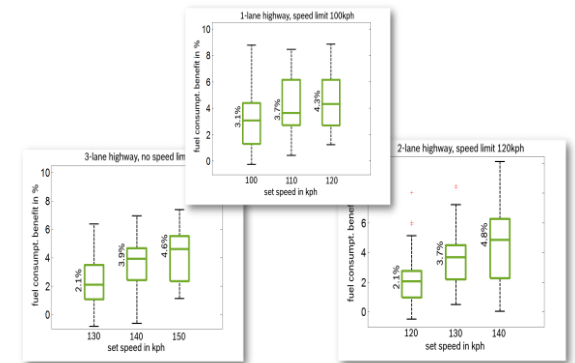 1-lane highway, speed limit 100kph
fuel consumpt. benefit in %
10
8
6
4
2
0
3.1%
3.7%
4.3%
100 110 120
set speed in kph
3-lane highway, no speed lim
fuel consumpt. benefit in %
10
8
6
4
2
0
2.1%
3.9%
4.6%
130 140 150
set speed in kph
2-lane highway, speed limit 120kph
fuel consumpt. benef
8
6
4
2
0
2.1%
3.7%
4.8%
120 130 140
set speed in kph